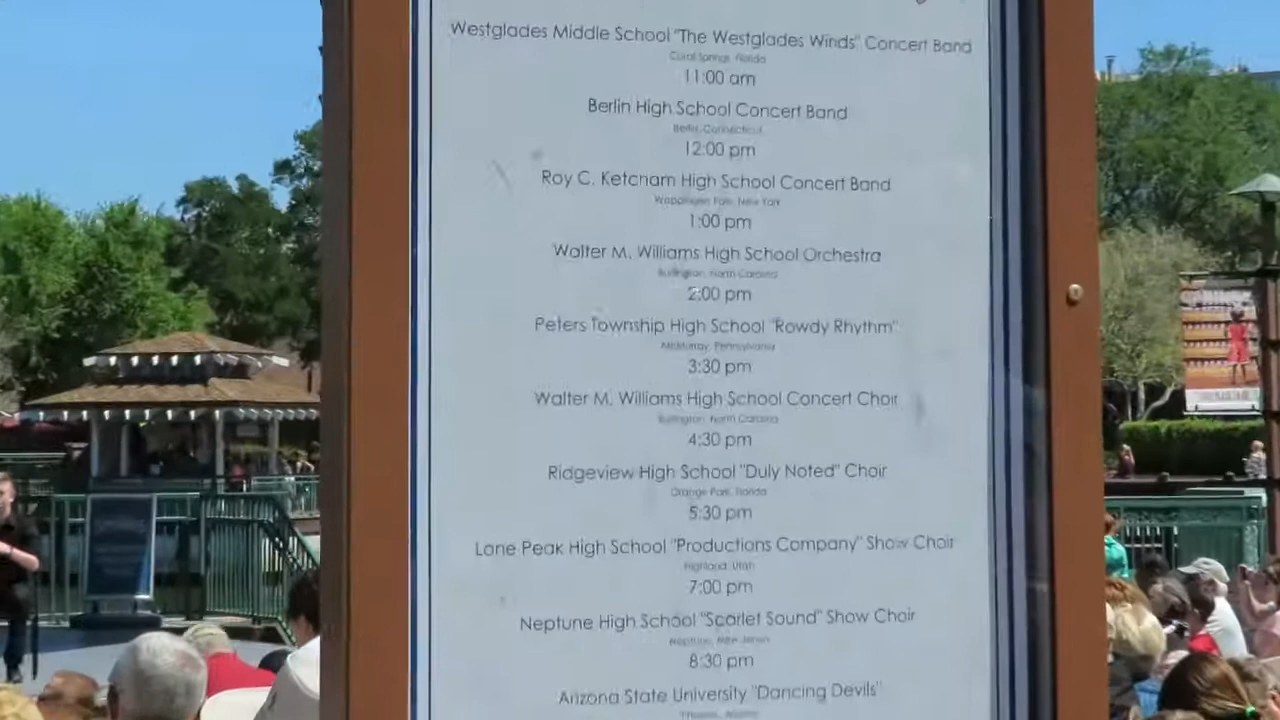 Westglades Middle School "The Westglades Winds" Concert Band
Coral Springs, Florida
11:00 am
Berlin High School Concert Band
Berlin, Connecticut
12:00 pm
Roy C. Ketcham High School Concert Band
Wappingers Falls, New York
1:00 pm
Walter M. Williams High School Orchestra
Burlington, North Carolina
2:00 pm
Peters Township High School "Rowdy Rhythm"
McMurray, Pennsylvania
3:30 pm
Walter M. Williams High School Concert Choir
Burlington, North Carolina
4:30 pm
Ridgeview High School "Duly Noted" Choir
Orange Park, Florida
5:30 pm
Lone Peak High School "Productions Company" Show Choir
Highland, Utah
7:00 pm
Neptune High School "Scarlet Sound" Show Choir
Neptune, New Jersey
8:30 pm
Arizona State University "Dancing Devils"